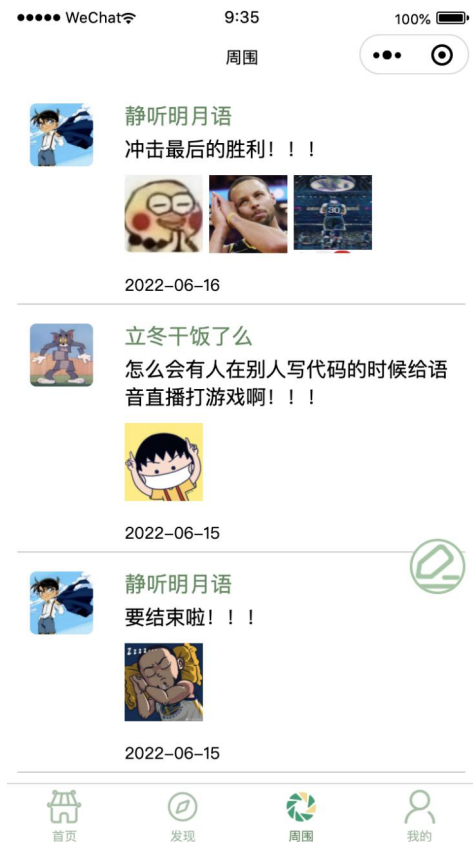 WeChat 9:35 100%
周围
静听明月语
冲击最后的胜利！！！
30
2022-06-16
立冬干饭了么
怎么会有人在别人写代码的时候给语
音直播打游戏啊！！！
2022-06-15
静听明月语
要结束啦！！！
Zzzz
2022-06-15
首页 发现 周围 我的